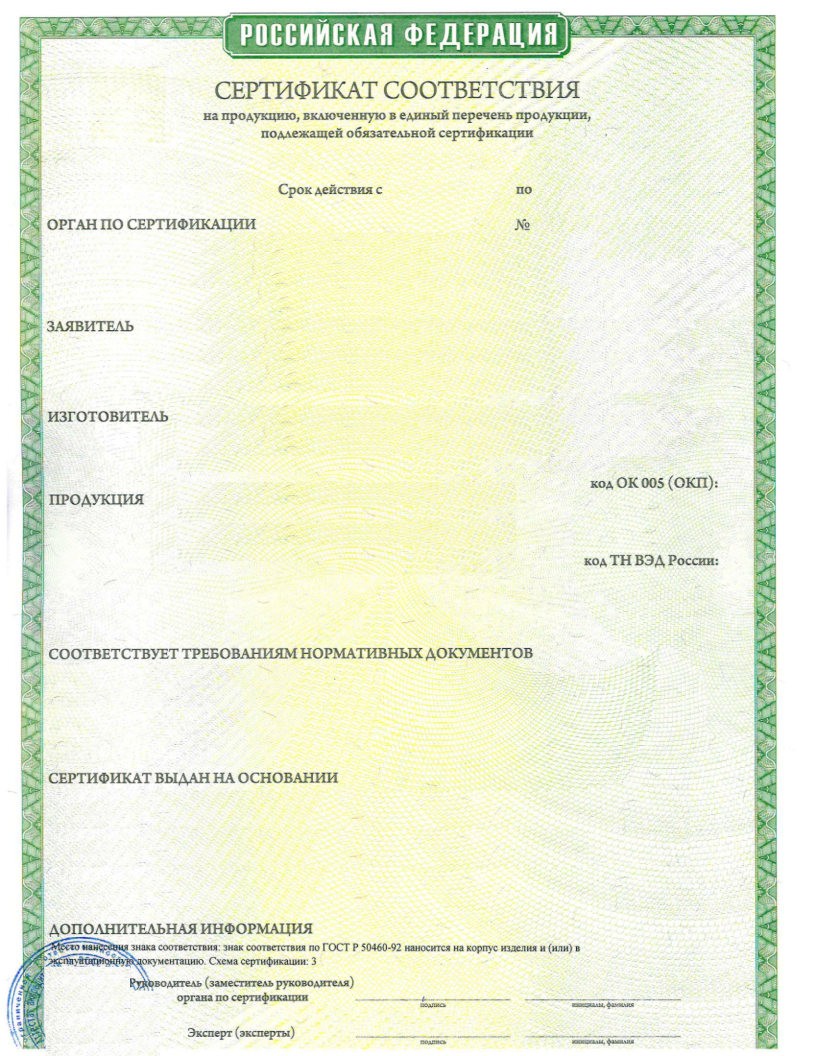 РОССИЙСКАЯ ФЕДЕРАЦИЯ
СЕРТИФИКАТ СООТВЕТСТВИЯ
на продукцию, включенную в единый перечень продукции,
подлежащей обязательной сертификации
Срок действия с по
ОРГАН ПО СЕРТИФИКАЦИИ №
ЗАЯВИТЕЛЬ
ИЗГОТОВИТЕЛЬ
код ОК 005 (ОКП):
ПРОДУКЦИЯ
код ТН ВЭД России:
СООТВЕТСТВУЕТ ТРЕБОВАНИЯМ НОРМАТИВНЫХ ДОКУМЕНТОВ
СЕРТИФИКАТ ВЫДАН НА ОСНОВАНИИ
ДОПОЛНИТЕЛЬНАЯ ИНФОРМАЦИЯ
Место нанесения знака соответствия: знак соответствия по ГОСТ Р 50460-92 наносится на корпус изделия и (или) в
эксплуатационную документацию. Схема сертификации: 3
Руководитель (заместитель руководителя)
органа по сертификации
подпись инициалы, фамилия
Эксперт (эксперты)
подпись инициалы, фамилия